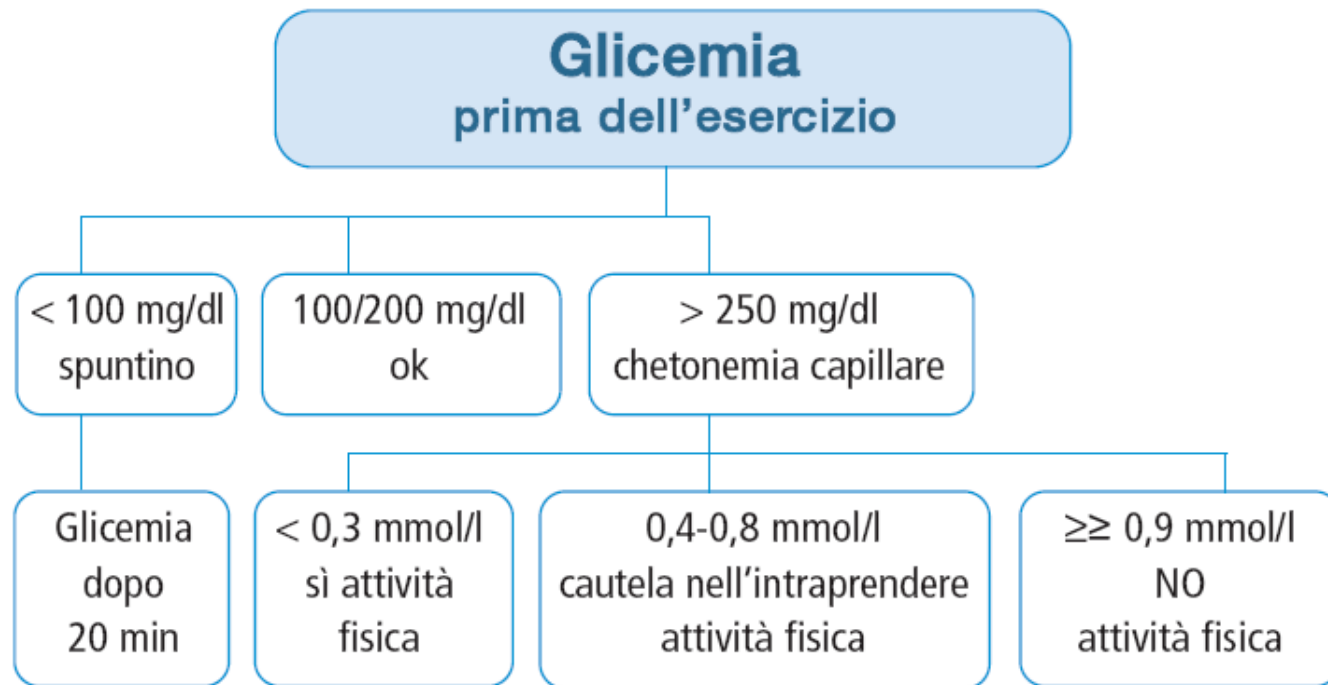 Glicemia
prima dell’esercizio
< 100 mg/dl
spuntino
100/200 mg/dl
ok
> 250 mg/dl
chetonemia capillare
Glicemia
dopo
20 min
< 0,3 mmol/l
sì attività
fisica
0,4-0,8 mmol/l
cautela nell’intraprendere
attività fisica
≥≥ 0,9 mmol/l
NO
attività fisica